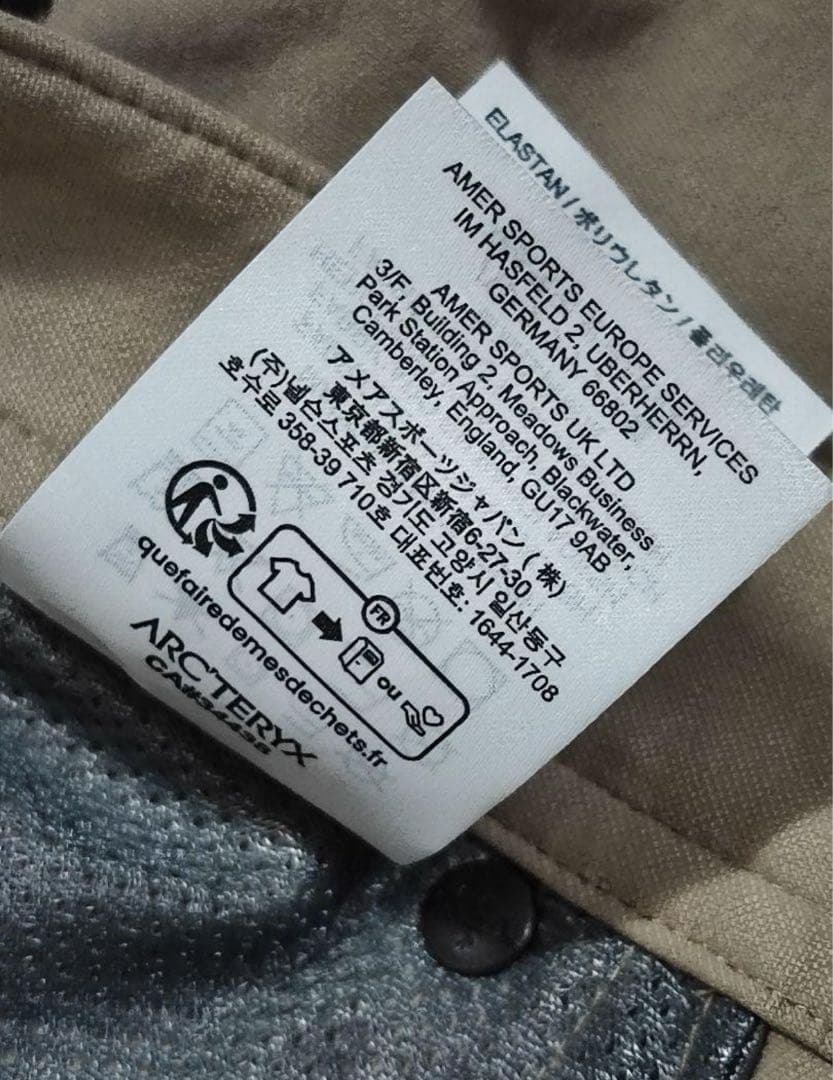 ELASTAN / ポリウレタン / 폴리우레탄
AMER SPORTS EUROPE SERVICES
IM HASFELD 2, UBERHERRN,
GERMANY 66802
AMER SPORTS UK LTD
3/F, Building 2, Meadows Business
Park Station Approach, Blackwater,
Camberley, England, GU17 9AB
アメアスポーツジャパン ( 株)
東京都新宿区新宿6-27-30
(주)넬슨스포츠 경기도 고양시 일산동구
호수로 358-39 710호 대표번호. 1644-1708
FR
ou
quefairedemesdechets.fr
ARC'TERYX
CA#34438